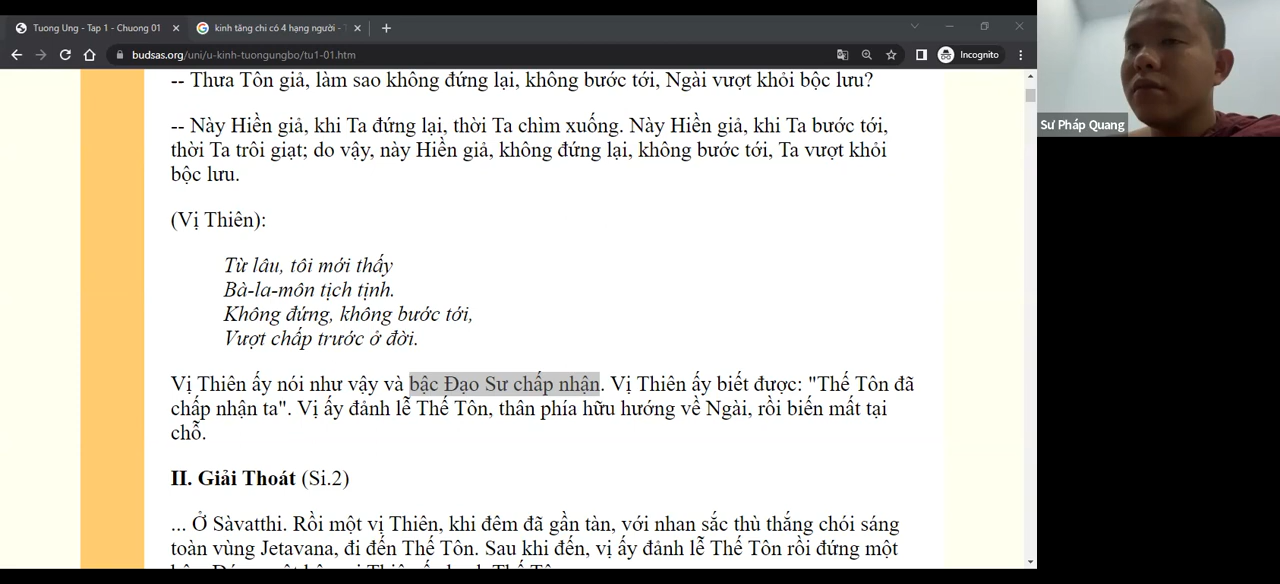 Tuong Ung - Tap 1 - Chuong 01
kinh tăng chi có 4 hạng người -
budsas.org/uni/u-kinh-tuongungbo/tu1-01.htm
Incognito
-- Thưa Tôn giả, làm sao không đứng lại, không bước tới, Ngài vượt khỏi bộc lưu?
-- Này Hiền giả, khi Ta đứng lại, thời Ta chìm xuống. Này Hiền giả, khi Ta bước tới,
thời Ta trôi giạt; do vậy, này Hiền giả, không đứng lại, không bước tới, Ta vượt khỏi
bộc lưu.
(Vị Thiên):
Từ lâu, tôi mới thấy
Bà-la-môn tịch tịnh.
Không đứng, không bước tới,
Vượt chấp trước ở đời.
Vị Thiên ấy nói như vậy và bậc Đạo Sư chấp nhận. Vị Thiên ấy biết được: "Thế Tôn đã
chấp nhận ta". Vị ấy đảnh lễ Thế Tôn, thân phía hữu hướng về Ngài, rồi biến mất tại
chỗ.
II. Giải Thoát (Si.2)
... Ở Sàvatthi. Rồi một vị Thiên, khi đêm đã gần tàn, với nhan sắc thù thắng chói sáng
toàn vùng Jetavana, đi đến Thế Tôn. Sau khi đến, vị ấy đảnh lễ Thế Tôn rồi đứng một
Sư Pháp Quang